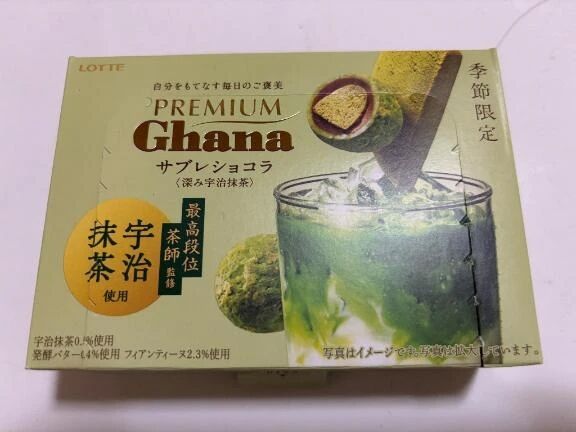 LOTTE
自分をもてなす毎日のご褒美
PREMIUM
Ghana
サブレショコラ
〈深み宇治抹茶〉
季節限定
最高段位
茶師監修
宇治
抹茶
使用
宇治抹茶0.
%使用
発酵バター
.4%使用 フィアンティーヌ2.3%使用
写真はイメージです。写真は拡大しています。